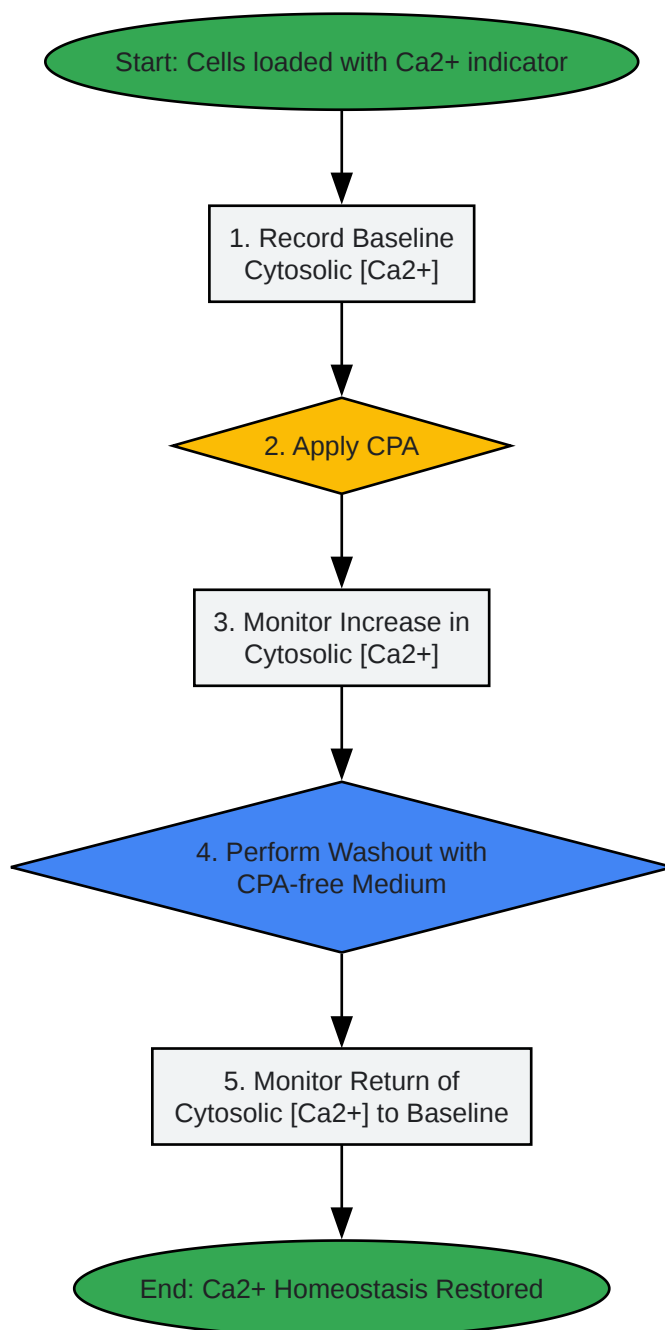 Start: Cells loaded with Ca2+ indicator
1. Record Baseline
Cytosolic [Ca2+]
2. Apply CPA
3. Monitor Increase in
Cytosolic [Ca2+]
4. Perform Washout with
CPA-free Medium
5. Monitor Return of
Cytosolic [Ca2+] to Baseline
End: Ca2+ Homeostasis Restored